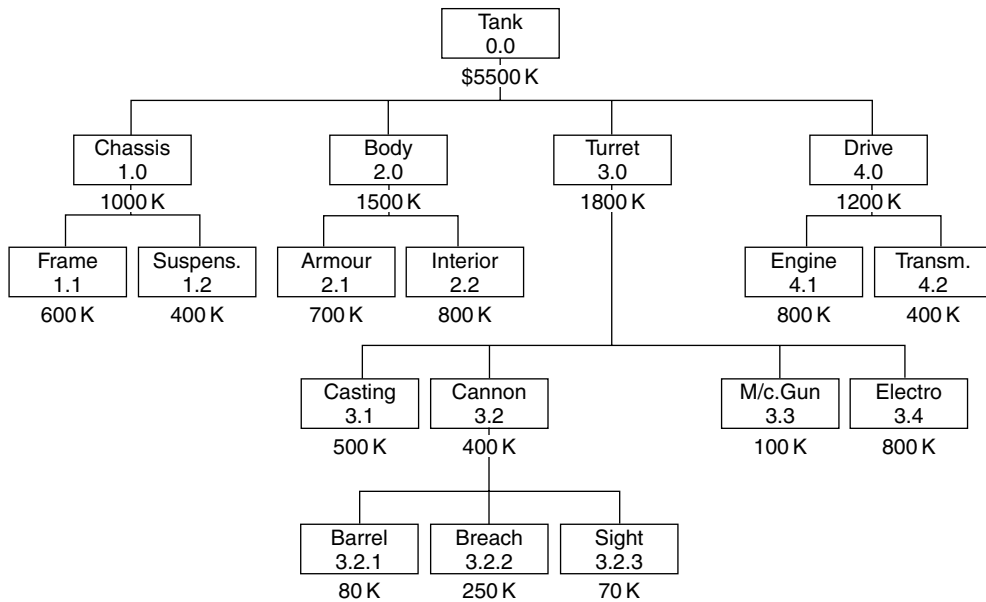 Tank
0.0
$5500 K
Chassis
1.0
1000 K
Body
2.0
1500 K
Turret
3.0
1800 K
Drive
4.0
1200 K
Frame
1.1
600 K
Suspens.
1.2
400 K
Armour
2.1
700 K
Interior
2.2
800 K
Engine
4.1
800 K
Transm.
4.2
400 K
Casting
3.1
500 K
Cannon
3.2
400 K
M/c.Gun
3.3
100 K
Electro
3.4
800 K
Barrel
3.2.1
80 K
Breach
3.2.2
250 K
Sight
3.2.3
70 K